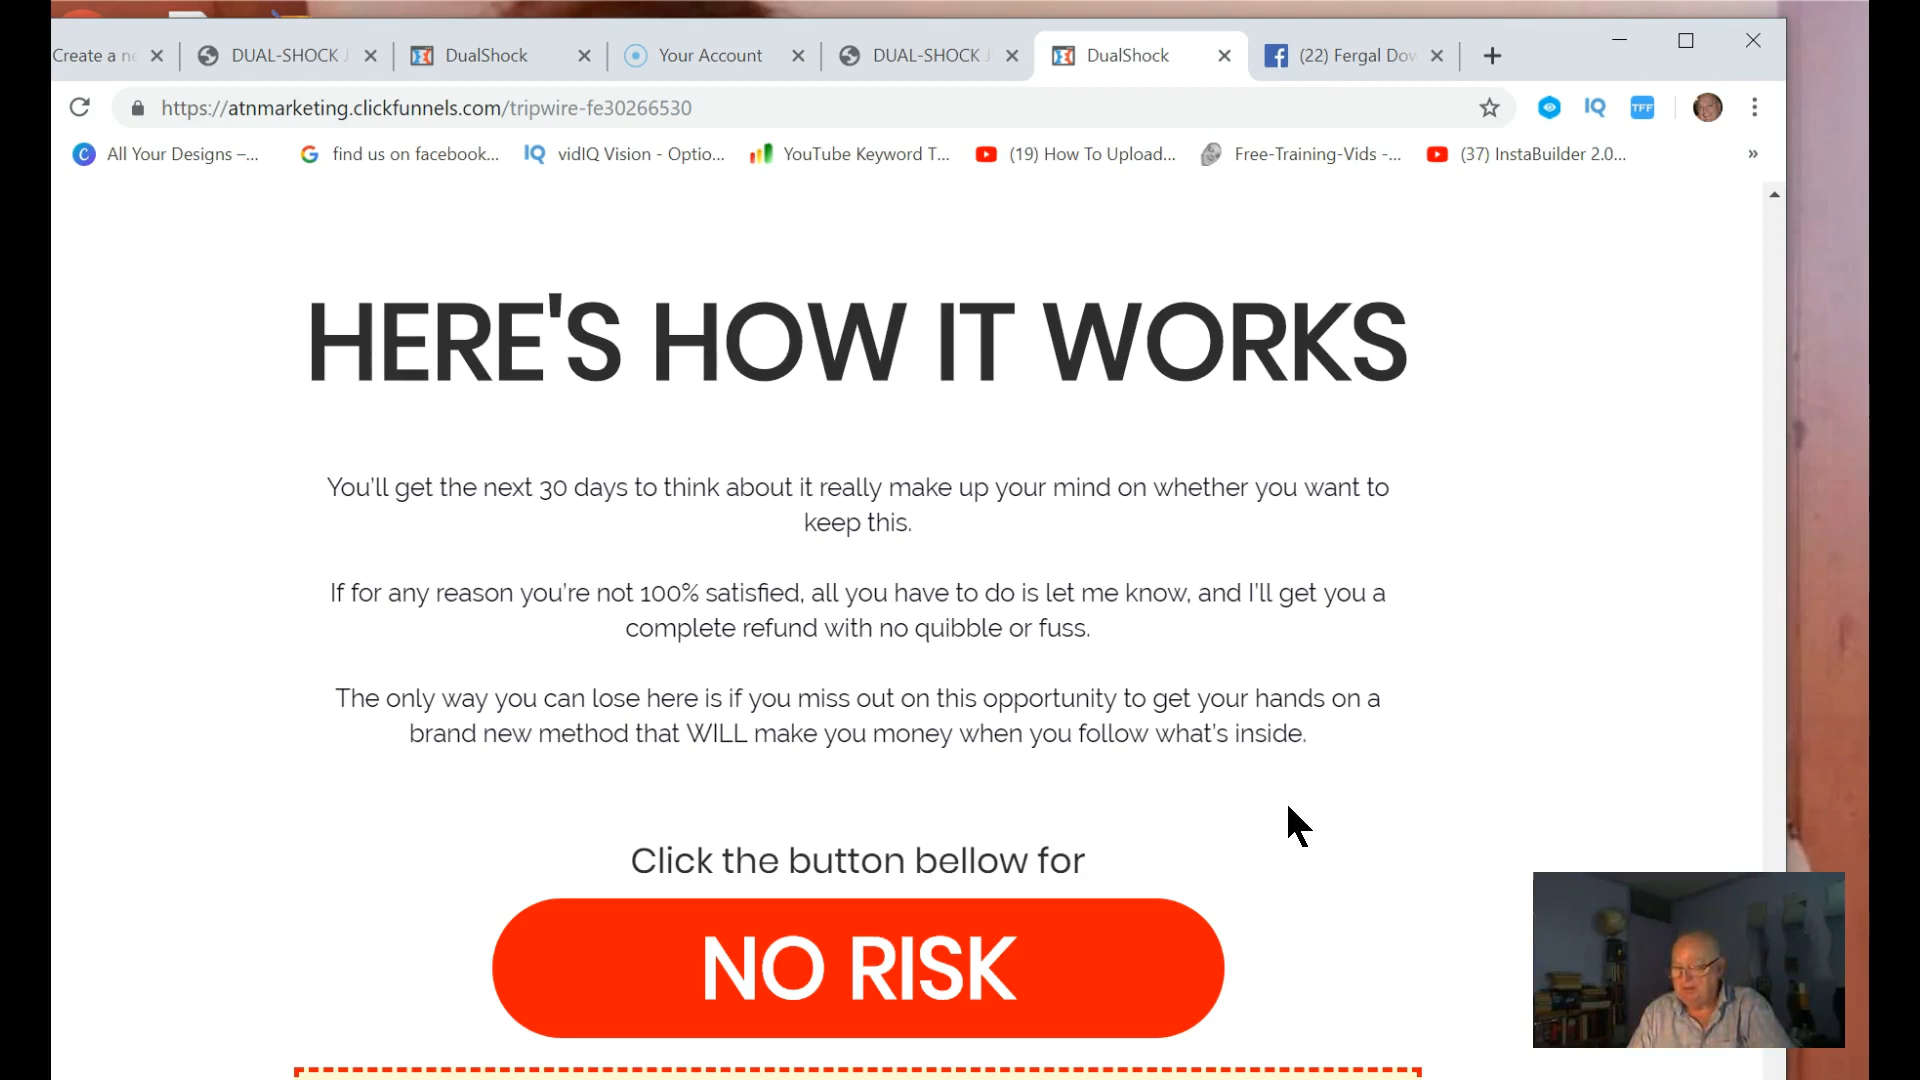 Create a ne
DUAL-SHOCK J
DualShock
Your Account
DUAL-SHOCK J
DualShock
(22) Fergal Dow
https://atnmarketing.clickfunnels.com/tripwire-fe30266530
IQ
TFF
C
All Your Designs –...
G
find us on facebook...
IQ
vidIQ Vision - Optio...
YouTube Keyword T...
(19) How To Upload...
Free-Training-Vids -...
(37) InstaBuilder 2.0...
»
HERE'S HOW IT WORKS
You'll get the next 30 days to think about it really make up your mind on whether you want to
keep this.
If for any reason you're not 100% satisfied, all you have to do is let me know, and I'll get you a
complete refund with no quibble or fuss.
The only way you can lose here is if you miss out on this opportunity to get your hands on a
brand new method that WILL make you money when you follow what's inside.
Click the button bellow for
NO RISK